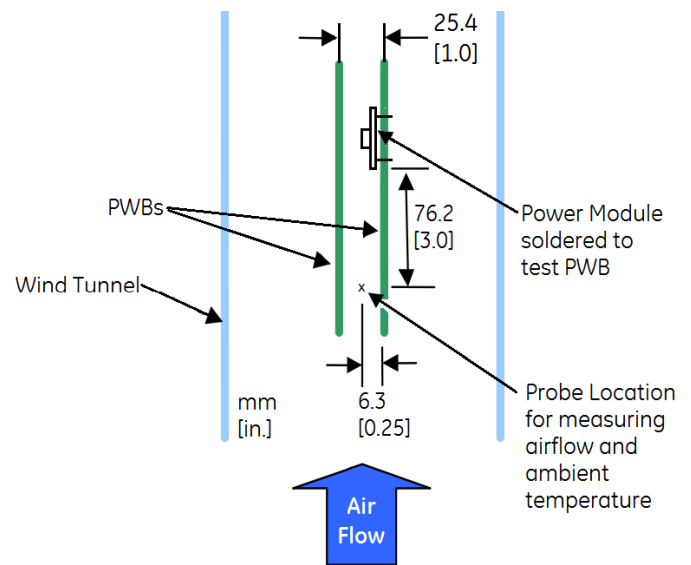 25.4
[1.0]
PWBs
76.2
[3.0]
Power Module
soldered to
test PWB
Wind Tunnel
x
mm
[in.]
6.3
[0.25]
Probe Location
for measuring
airflow and
ambient
temperature
Air
Flow